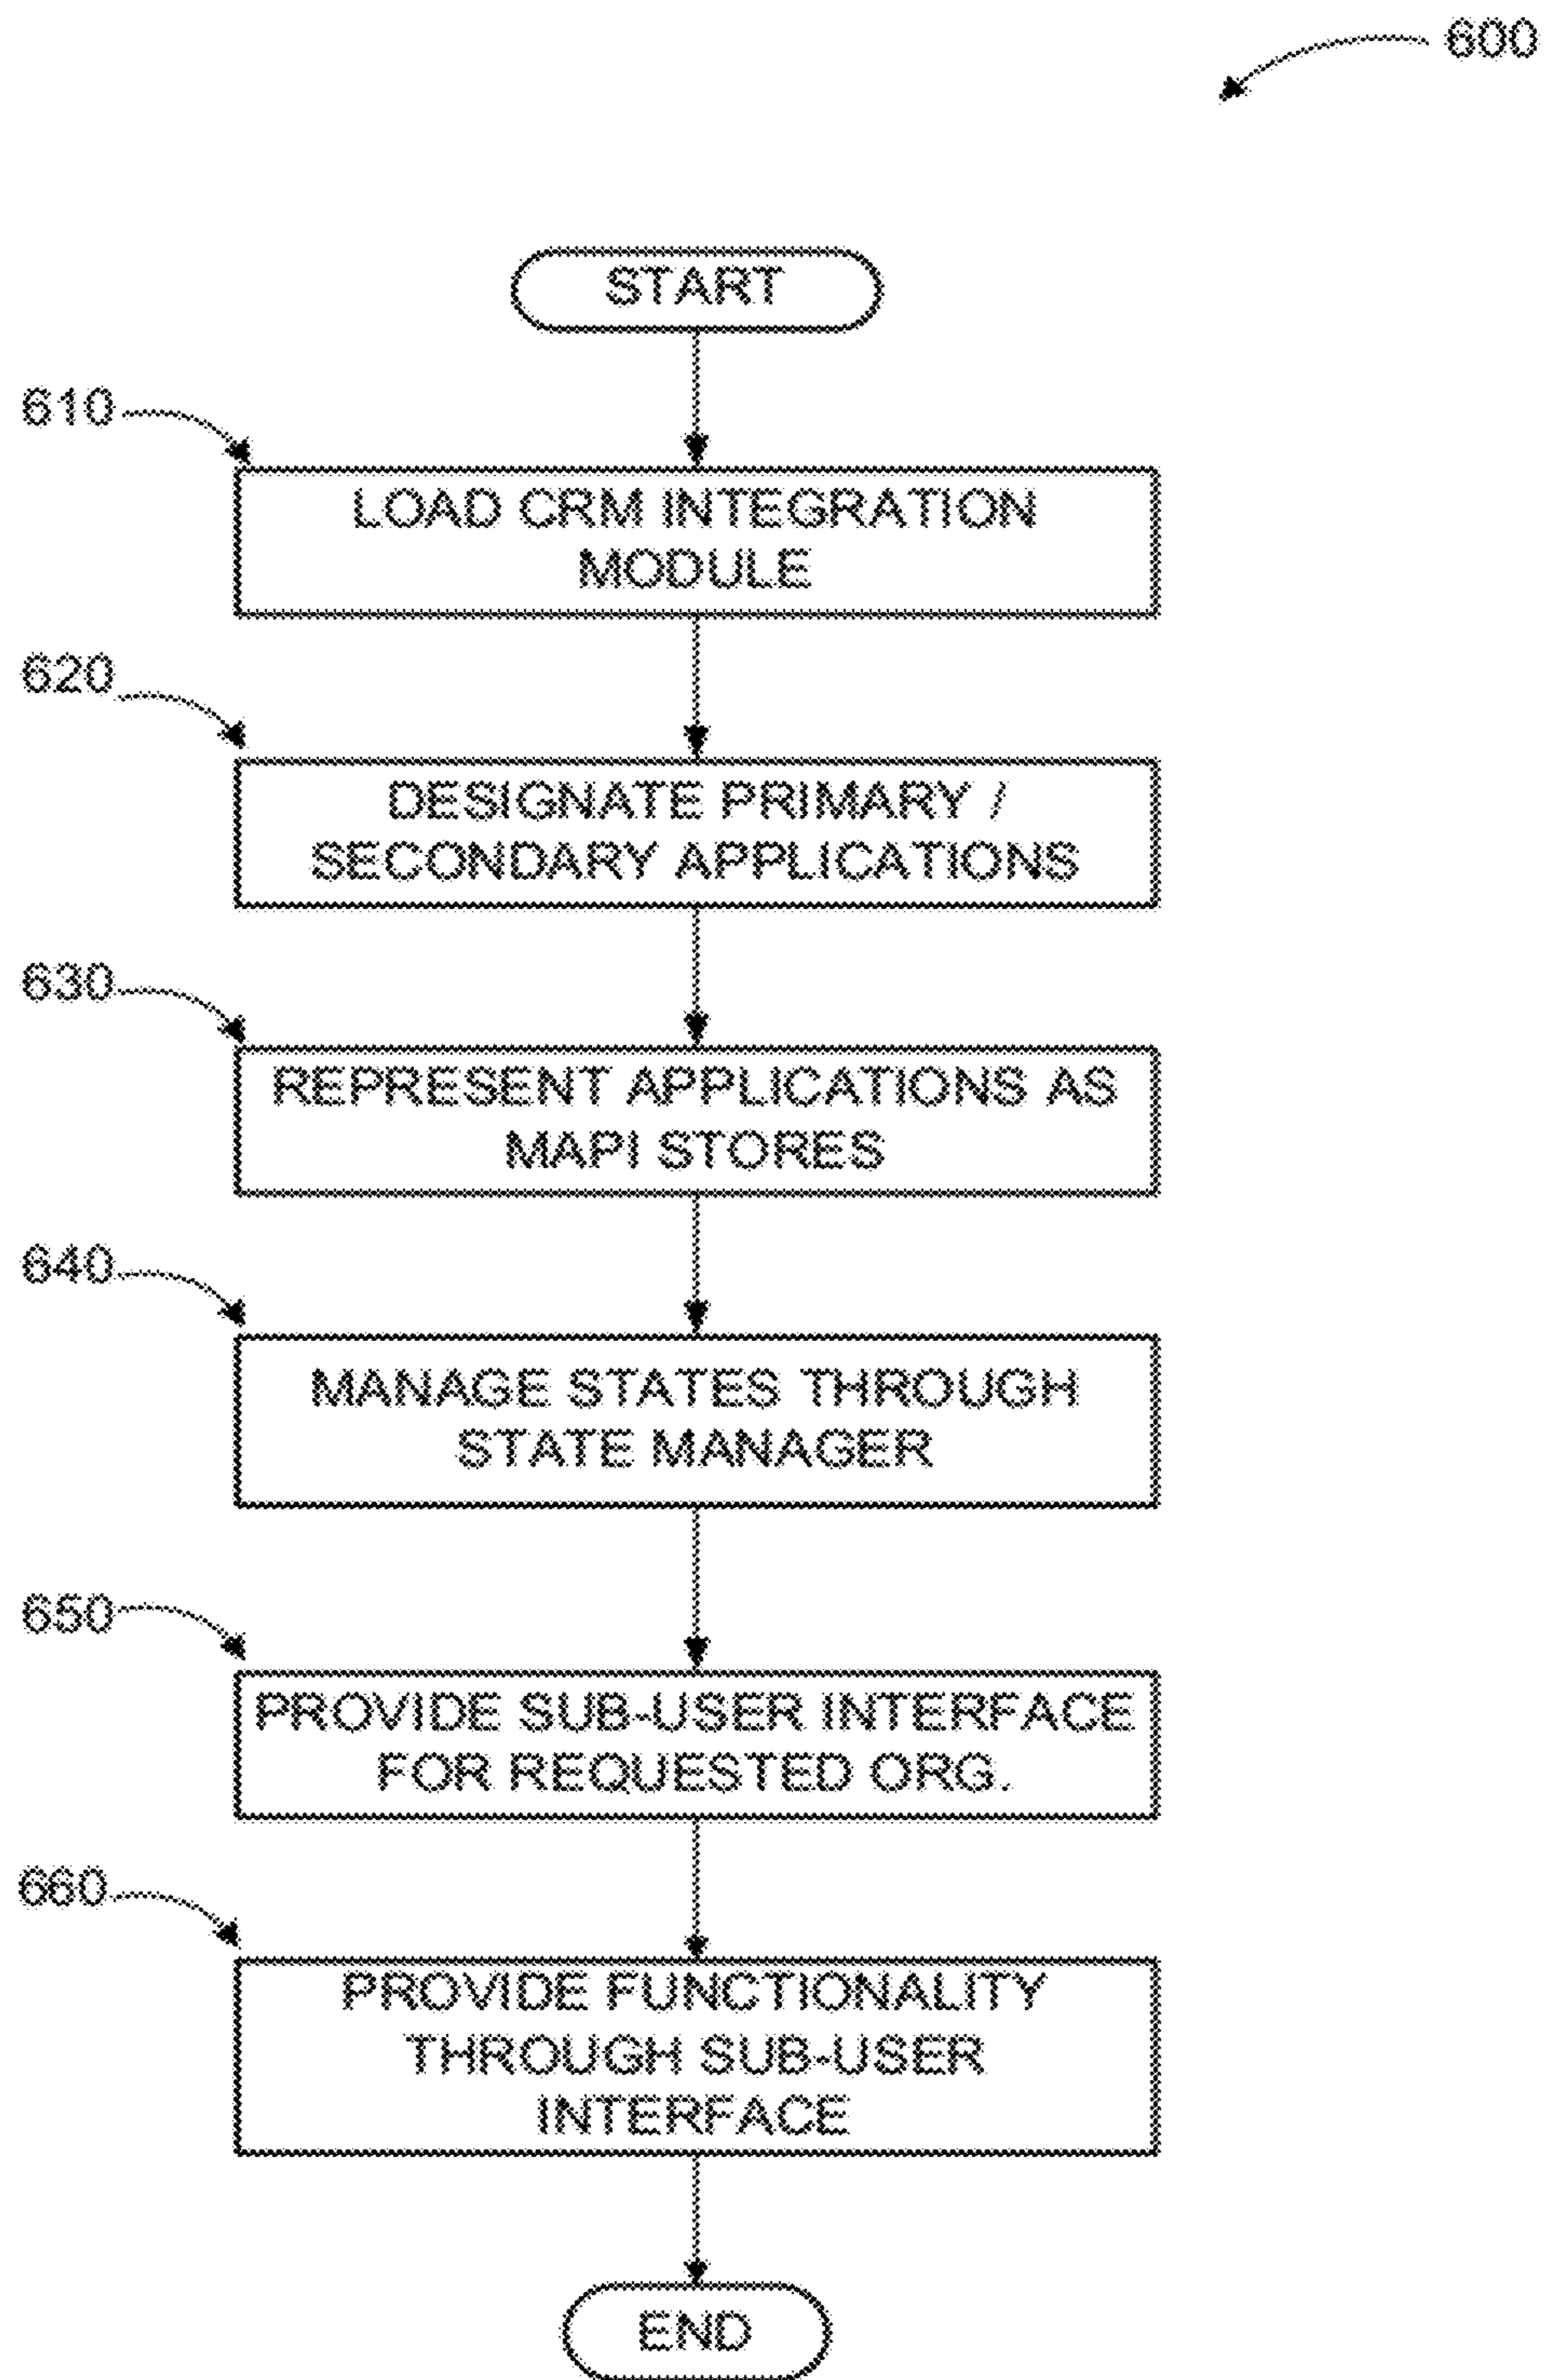 600
START
610
LOAD CRM INTEGRATION
MODULE
620
DESIGNATE PRIMARY /
SECONDARY APPLICATIONS
630
REPRESENT APPLICATIONS AS
MAPI STORES
640
MANAGE STATES THROUGH
STATE MANAGER
650
PROVIDE SUB-USER INTERFACE
FOR REQUESTED ORG.
660
PROVIDE FUNCTIONALITY
THROUGH SUB-USER
INTERFACE
END